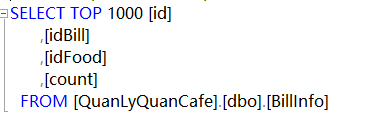 SELECT TOP 1000 [id]
,[idBill]
,[idFood]
,[count]
FROM [QuanLyQuanCafe].[dbo].[BillInfo]